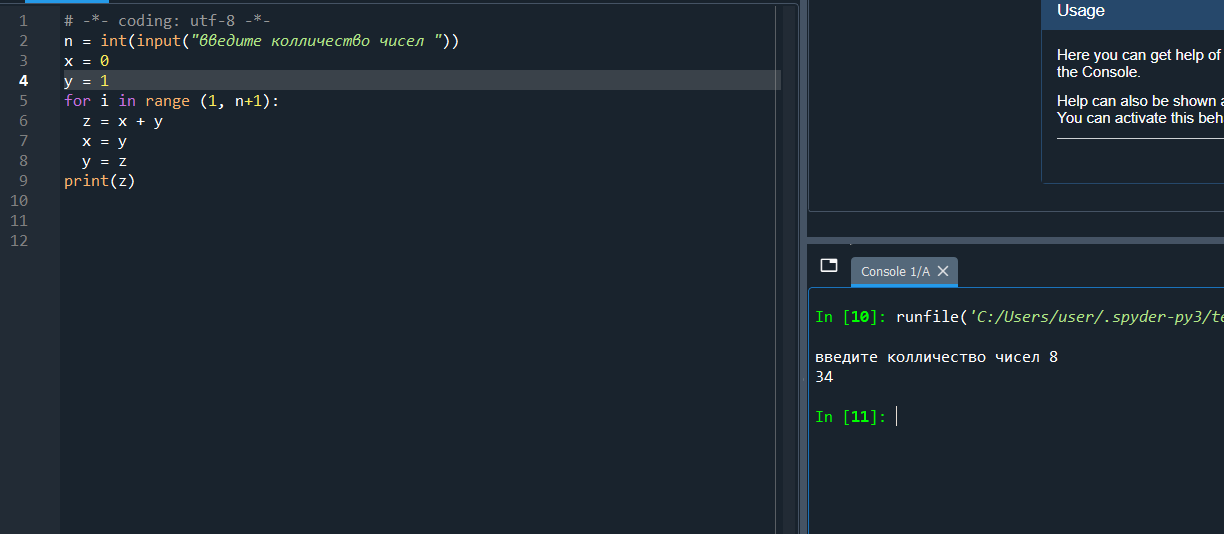 1 # -*- coding: utf-8 -*-
2 n = int(input("введите колличество чисел "))
3 x = 0
4 y = 1
5 for i in range (1, n+1):
6   z = x + y
7   x = y
8   y = z
9 print(z)
10
11
12
Usage
Here you can get help of
the Console.
Help can also be shown a
You can activate this beh
Console 1/A
In [10]: runfile('C:/Users/user/.spyder-py3/te
введите колличество чисел 8
34
In [11]: